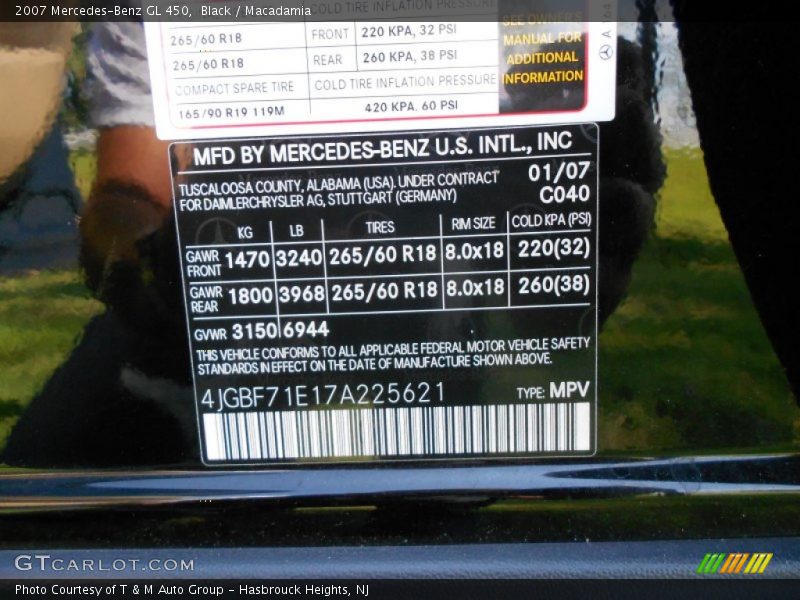 2007 Mercedes-Benz GL 450, Black / Macadamia
COLD TIRE INFLATION PRESSURE
265/60 R18 FRONT 220 KPA, 32 PSI
265/60 R18 REAR 260 KPA, 38 PSI
COMPACT SPARE TIRE COLD TIRE INFLATION PRESSURE
165/90 R19 119M 420 KPA. 60 PSI
SEE OWNER'S
MANUAL FOR
ADDITIONAL
INFORMATION
MFD BY MERCEDES-BENZ U.S. INTL., INC
TUSCALOOSA COUNTY, ALABAMA (USA). UNDER CONTRACT 01/07
FOR DAIMLERCHRYSLER AG, STUTTGART (GERMANY) C040
KG LB TIRES RIM SIZE COLD KPA (PSI)
GAWR FRONT 1470 3240 265/60 R18 8.0x18 220(32)
GAWR REAR 1800 3968 265/60 R18 8.0x18 260(38)
GVWR 3150 6944
THIS VEHICLE CONFORMS TO ALL APPLICABLE FEDERAL MOTOR VEHICLE SAFETY
STANDARDS IN EFFECT ON THE DATE OF MANUFACTURE SHOWN ABOVE.
4JGBF71E17A225621 TYPE: MPV
GTCARLOT.COM
Photo Courtesy of T & M Auto Group - Hasbrouck Heights, NJ